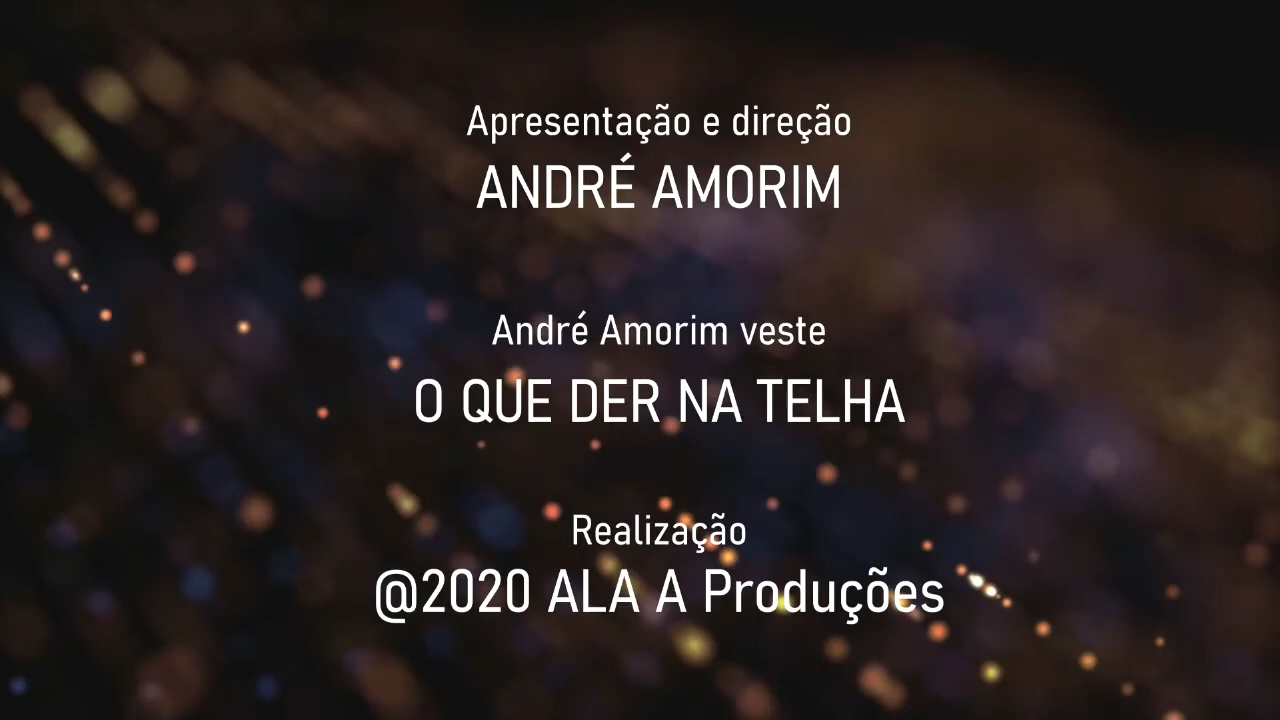 Apresentação e direção
ANDRÉ AMORIM
André Amorim veste
O QUE DER NA TELHA
Realização
@2020 ALA A Produções